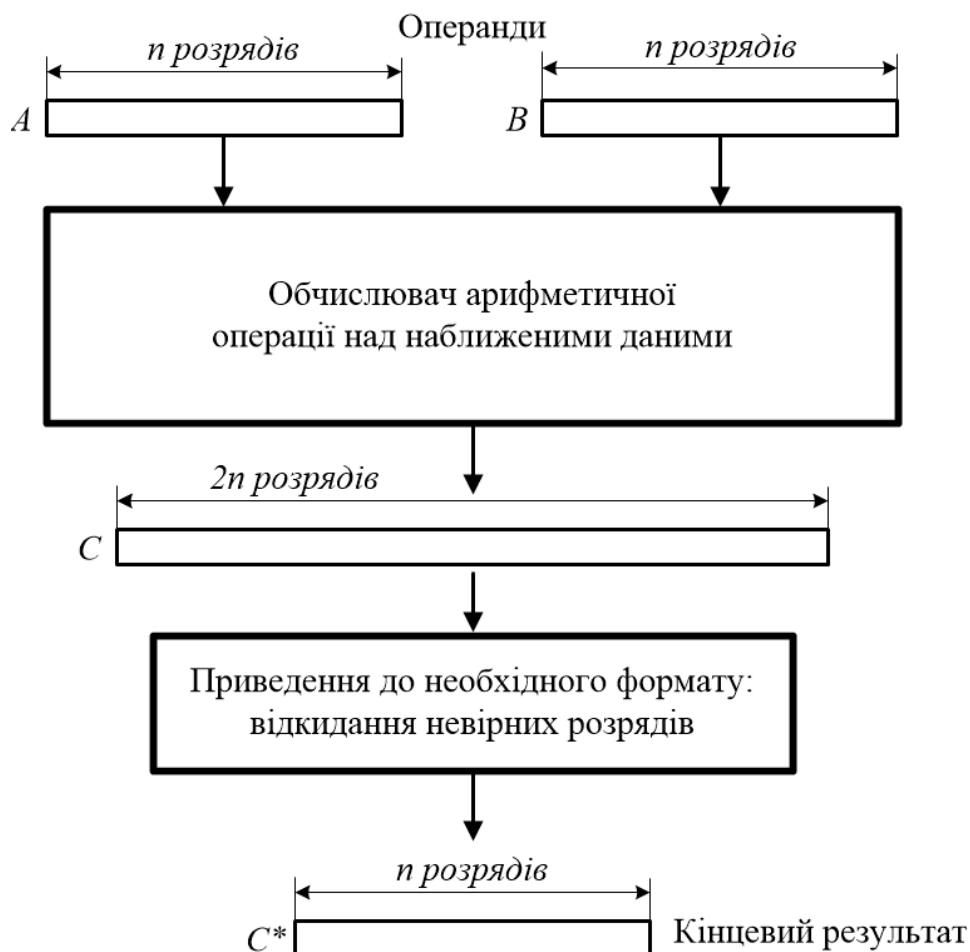 Операнди
n розрядів
n розрядів
A
B
Обчислювач арифметичної
операції над наближеними даними
2n розрядів
C
Приведення до необхідного формату:
відкидання невірних розрядів
n розрядів
C*
Кінцевий результат